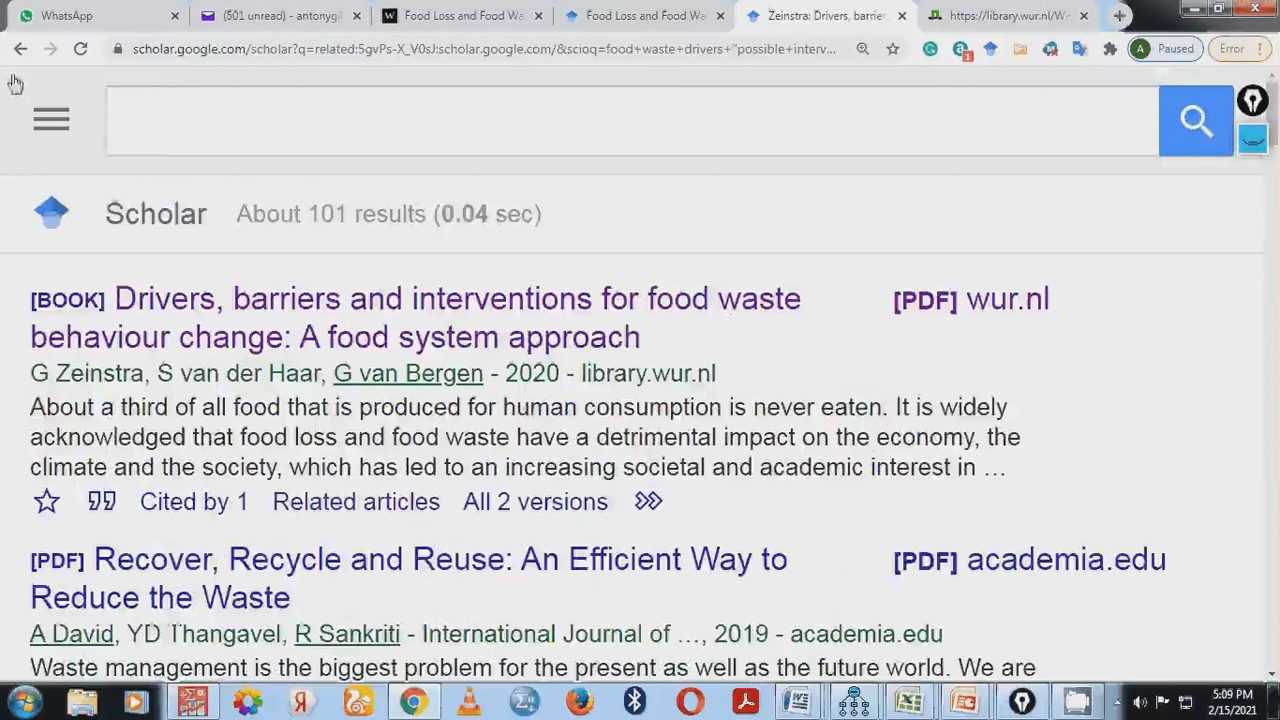 WhatsApp
(501 unread) - antonygil
Food Loss and Food Wa
Food Loss and Food Wa
Zeinstra: Drivers, barrier
https://library.wur.nl/We
scholar.google.com/scholar?q=related:5gvPs-X_V0sJ:scholar.google.com/&scioq=food+waste+drivers+"possible+interv...
1
A Paused
Error
Scholar About 101 results (0.04 sec)
[BOOK] Drivers, barriers and interventions for food waste
behaviour change: A food system approach
[PDF] wur.nl
G Zeinstra, S van der Haar, G van Bergen - 2020 - library.wur.nl
About a third of all food that is produced for human consumption is never eaten. It is widely
acknowledged that food loss and food waste have a detrimental impact on the economy, the
climate and the society, which has led to an increasing societal and academic interest in …
Cited by 1 Related articles All 2 versions
[PDF] Recover, Recycle and Reuse: An Efficient Way to
Reduce the Waste
[PDF] academia.edu
A David, YD Thangavel, R Sankriti - International Journal of …, 2019 - academia.edu
Waste management is the biggest problem for the present as well as the future world. We are
5:09 PM
2/15/2021